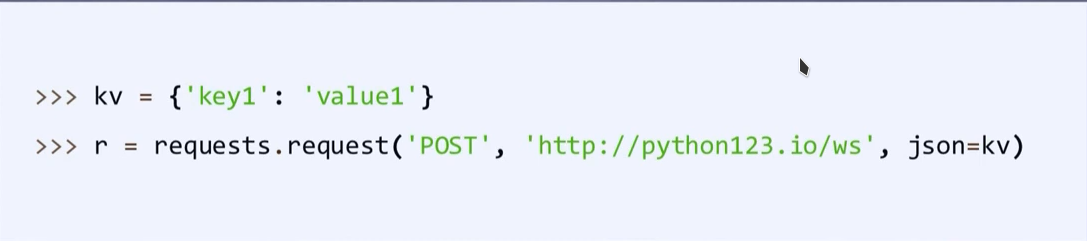 >>> kv = {'key1': 'value1'}
>>> r = requests.request('POST', 'http://python123.io/ws', json=kv)